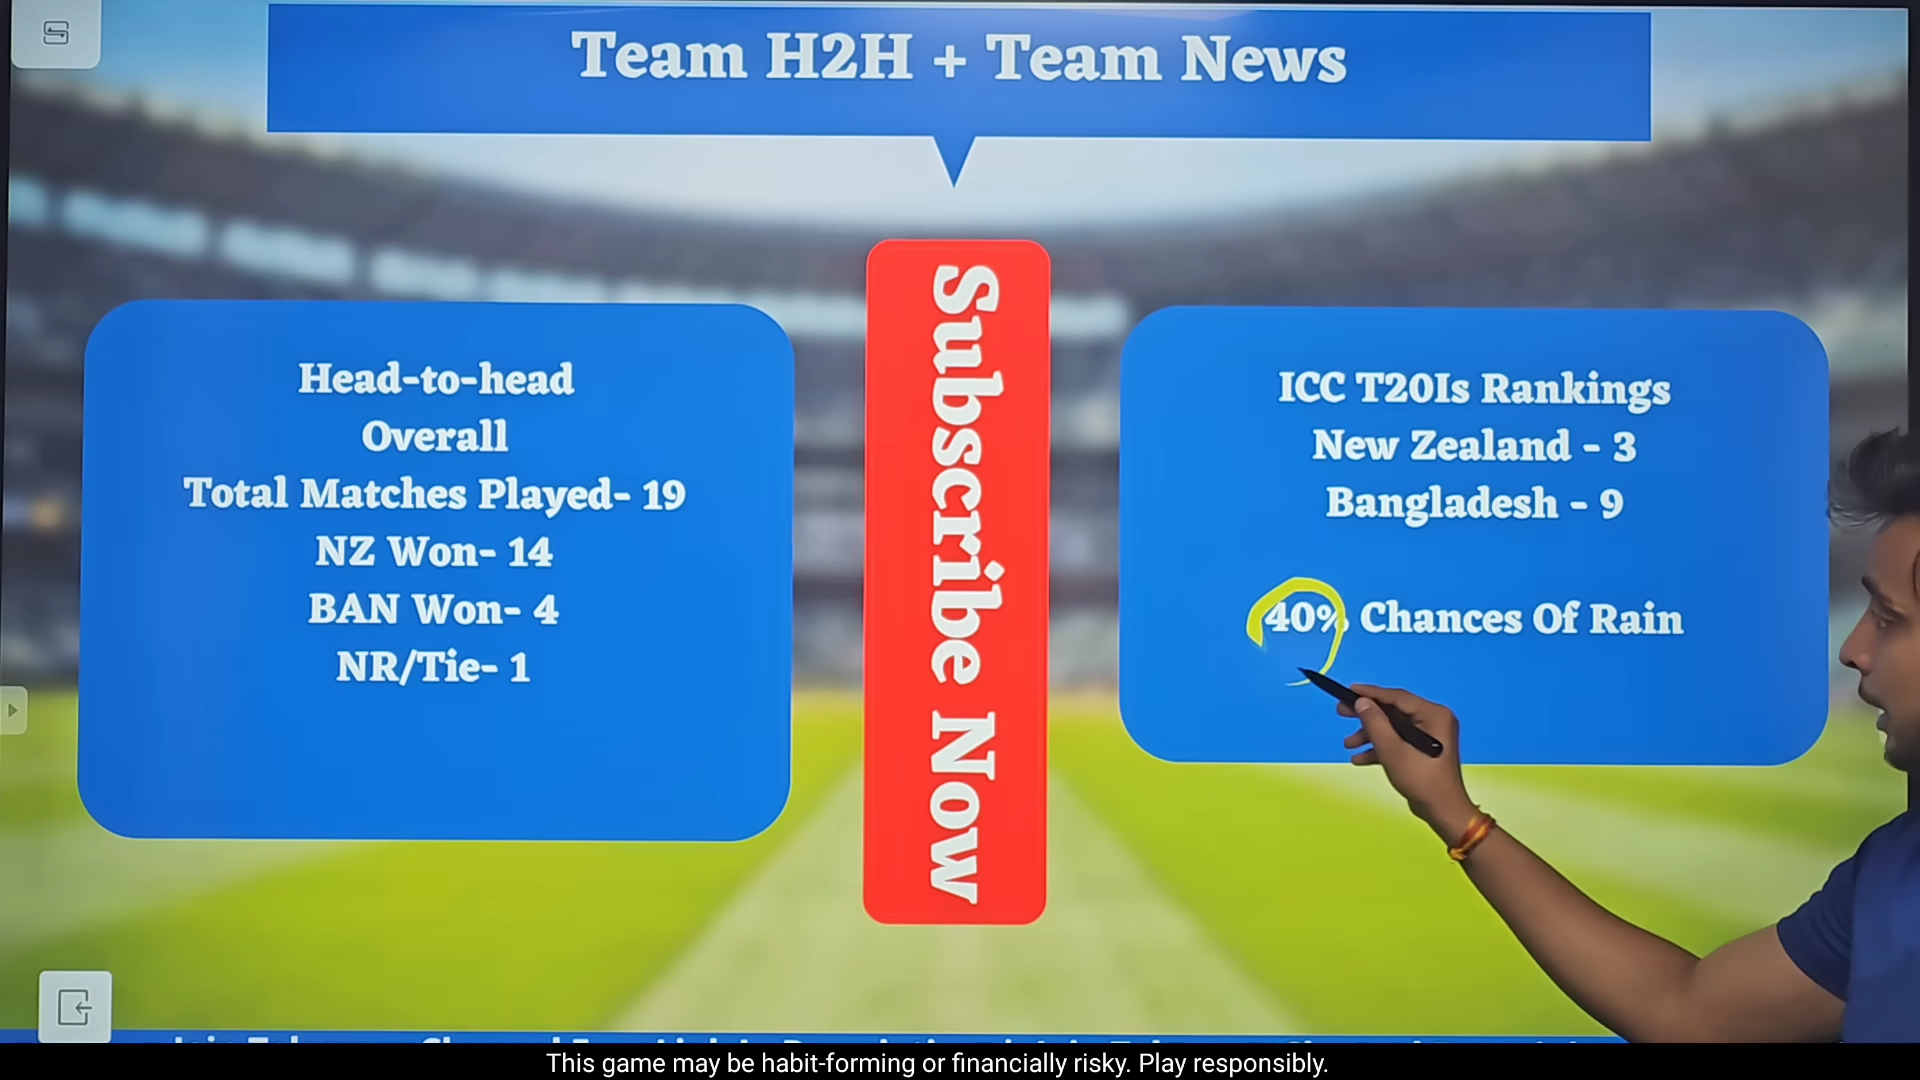 Team H2H + Team News
Head-to-head
Overall
Total Matches Played- 19
NZ Won- 14
BAN Won- 4
NR/Tie- 1
Subscribe Now
ICC T20Is Rankings
New Zealand - 3
Bangladesh - 9
40% Chances Of Rain
This game may be habit-forming or financially risky. Play responsibly.